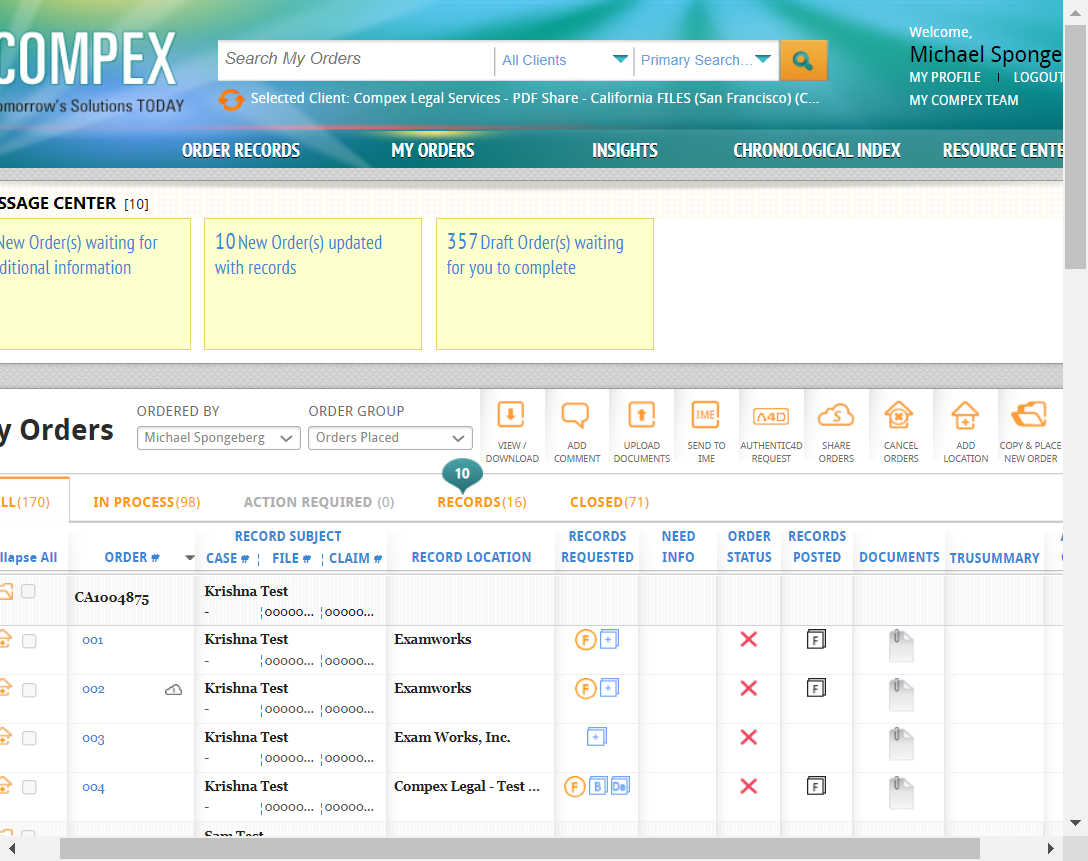 COMPEX
omorrow's Solutions TODAY
Search My Orders
All Clients
Primary Search...
Selected Client: Compex Legal Services - PDF Share - California FILES (San Francisco) (C...
Welcome,
Michael Sponge
MY PROFILE | LOGOUT
MY COMPEX TEAM
ORDER RECORDS
MY ORDERS
INSIGHTS
CHRONOLOGICAL INDEX
RESOURCE CENTE
SSAGE CENTER [10]
New Order(s) waiting for
ditional information
10 New Order(s) updated
with records
357 Draft Order(s) waiting
for you to complete
y Orders
ORDERED BY
Michael Spongeberg
ORDER GROUP
Orders Placed
VIEW /
DOWNLOAD
ADD
COMMENT
UPLOAD
DOCUMENTS
IME
SEND TO
IME
A4D
AUTHENTIC4D
REQUEST
S
SHARE
ORDERS
CANCEL
ORDERS
ADD
LOCATION
COPY & PLACE
NEW ORDER
10
LL(170)
IN PROCESS(98)
ACTION REQUIRED (0)
RECORDS(16)
CLOSED(71)
llapse All
ORDER #
RECORD SUBJECT
CASE # ¦ FILE # ¦ CLAIM #
RECORD LOCATION
RECORDS
REQUESTED
NEED
INFO
ORDER
STATUS
RECORDS
POSTED
DOCUMENTS
TRUSUMMARY
CA1004875
Krishna Test
- ¦00000... ¦00000...
001
Krishna Test
- ¦00000... ¦00000...
Examworks
F +
F
002
Krishna Test
- ¦00000... ¦00000...
Examworks
F +
F
003
Krishna Test
- ¦00000... ¦00000...
Exam Works, Inc.
+
004
Krishna Test
- ¦00000... ¦00000...
Compex Legal - Test ...
F B De
F
Sam Test